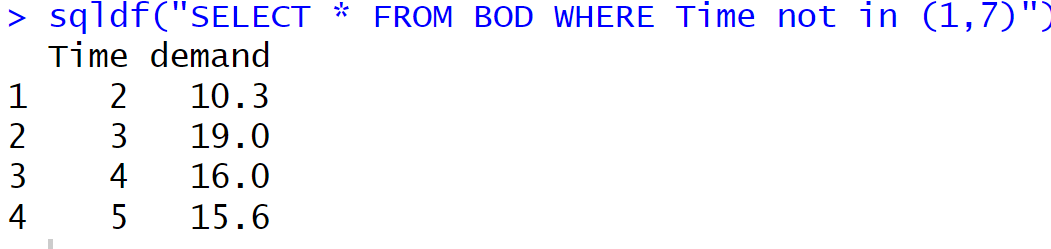 > sqldf("SELECT * FROM BOD WHERE Time not in (1,7)")
  Time demand
1    2   10.3
2    3   19.0
3    4   16.0
4    5   15.6